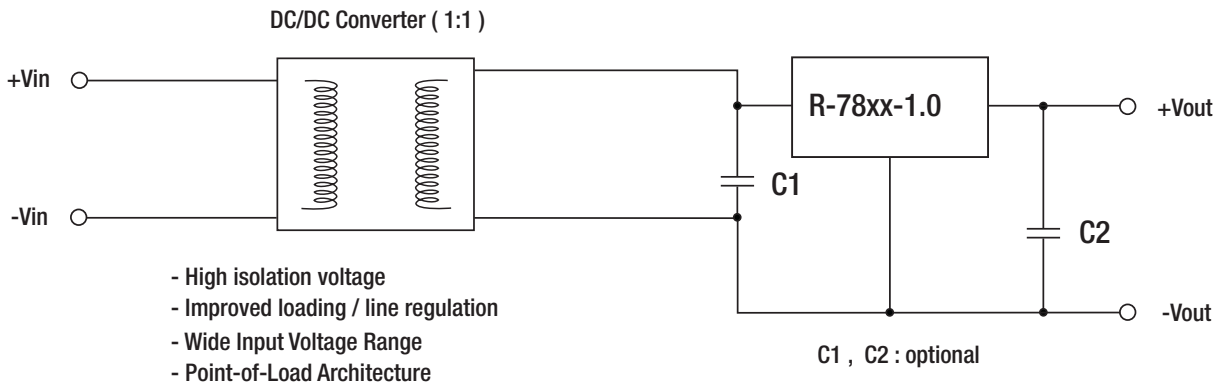 DC/DC Converter ( 1:1 )
+Vin
R-78xx-1.0
+Vout
C1
-Vin
C2
- High isolation voltage
- Improved loading / line regulation
- Wide Input Voltage Range
- Point-of-Load Architecture
-Vout
C1 , C2 : optional